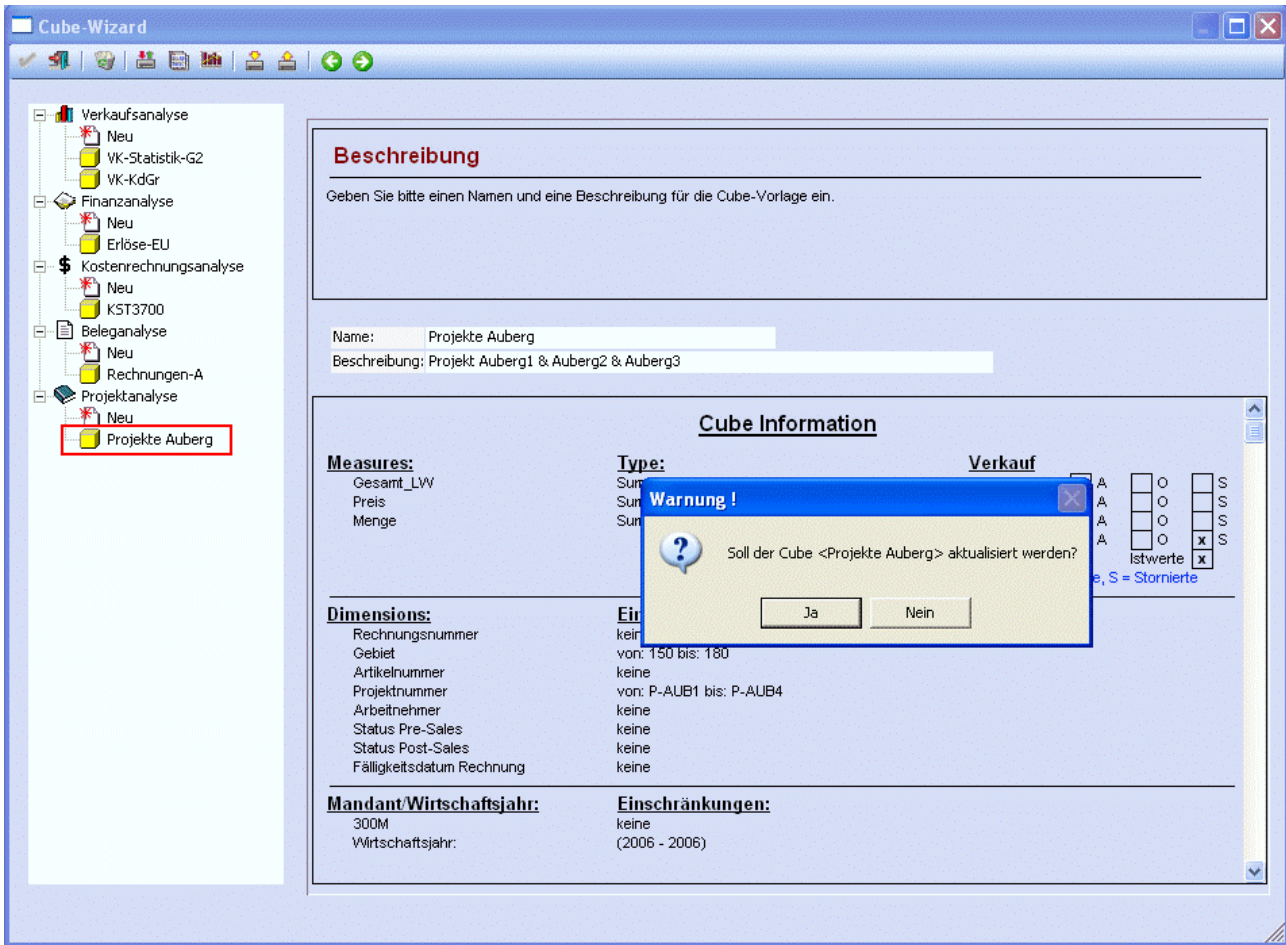 Cube-Wizard
Verkaufsanalyse
Neu
VK-Statistik-G2
VK-KdGr
Finanzanalyse
Neu
Erlöse-EU
Kostenrechnungsanalyse
Neu
KST3700
Beleganalyse
Neu
Rechnungen-A
Projektanalyse
Neu
Projekte Auberg
Beschreibung
Geben Sie bitte einen Namen und eine Beschreibung für die Cube-Vorlage ein.
Name: Projekte Auberg
Beschreibung: Projekt Auberg1 & Auberg2 & Auberg3
Cube Information
Measures: Type: Verkauf
Gesamt_LW A O S
Preis A O S
Menge A O S
A O x S
Istwerte x
S = Stornierte
Warnung !
Soll der Cube <Projekte Auberg> aktualisiert werden?
Ja Nein
Dimensions:
Rechnungsnummer
Gebiet von: 150 bis: 180
Artikelnummer keine
Projektnummer von: P-AUB1 bis: P-AUB4
Arbeitnehmer keine
Status Pre-Sales keine
Status Post-Sales keine
Fälligkeitsdatum Rechnung keine
Mandant/Wirtschaftsjahr: Einschränkungen:
300M keine
Wirtschaftsjahr: (2006 - 2006)